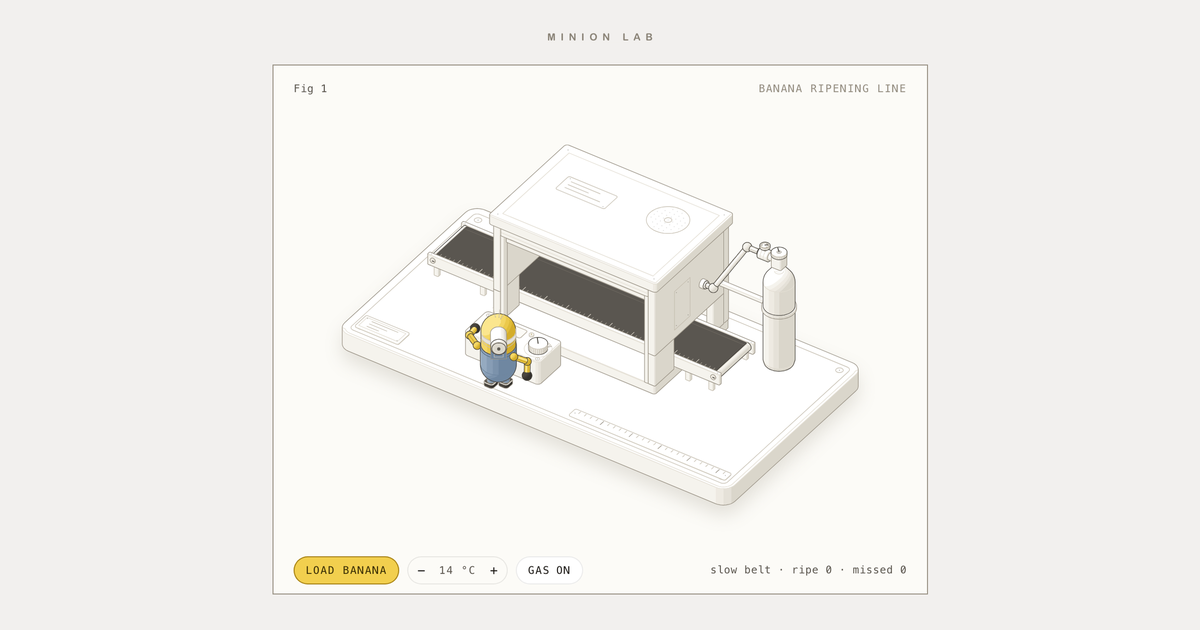 MINION LAB
Fig 1
BANANA RIPENING LINE
LOAD BANANA
− 14 °C +
GAS ON
slow belt · ripe 0 · missed 0